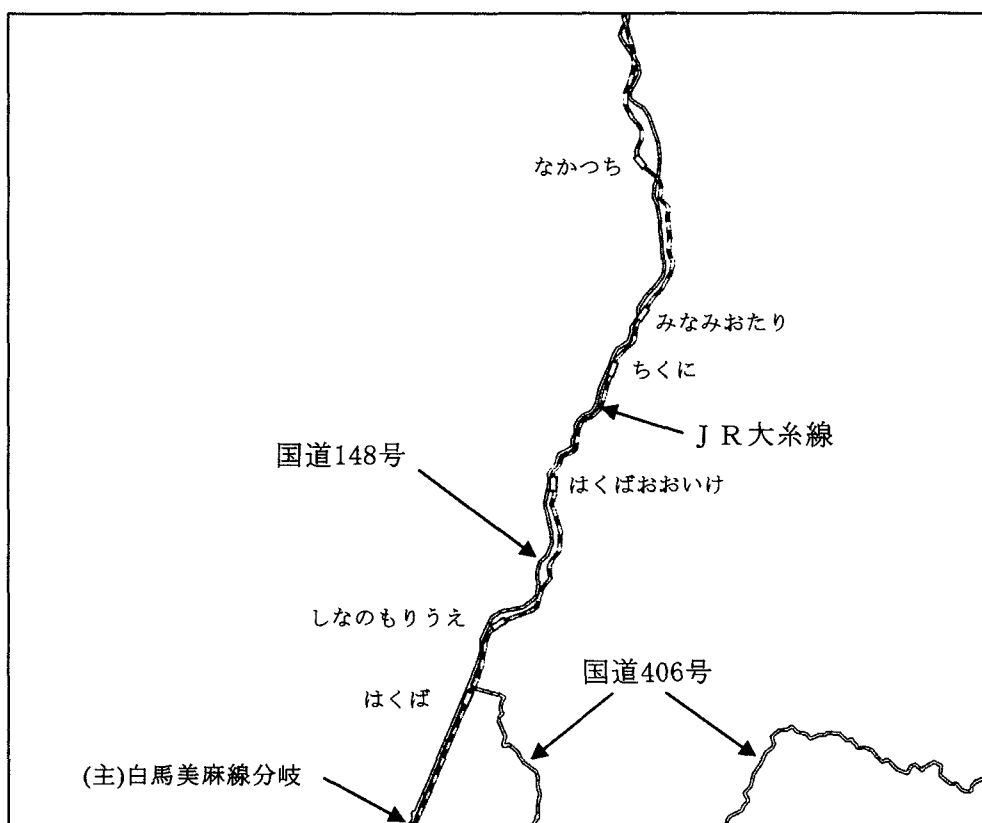 なかつち
みなみおたり
ちくに
ＪＲ大糸線
国道148号
はくばおおいけ
しなのもりうえ
国道406号
はくば
(主)白馬美麻線分岐